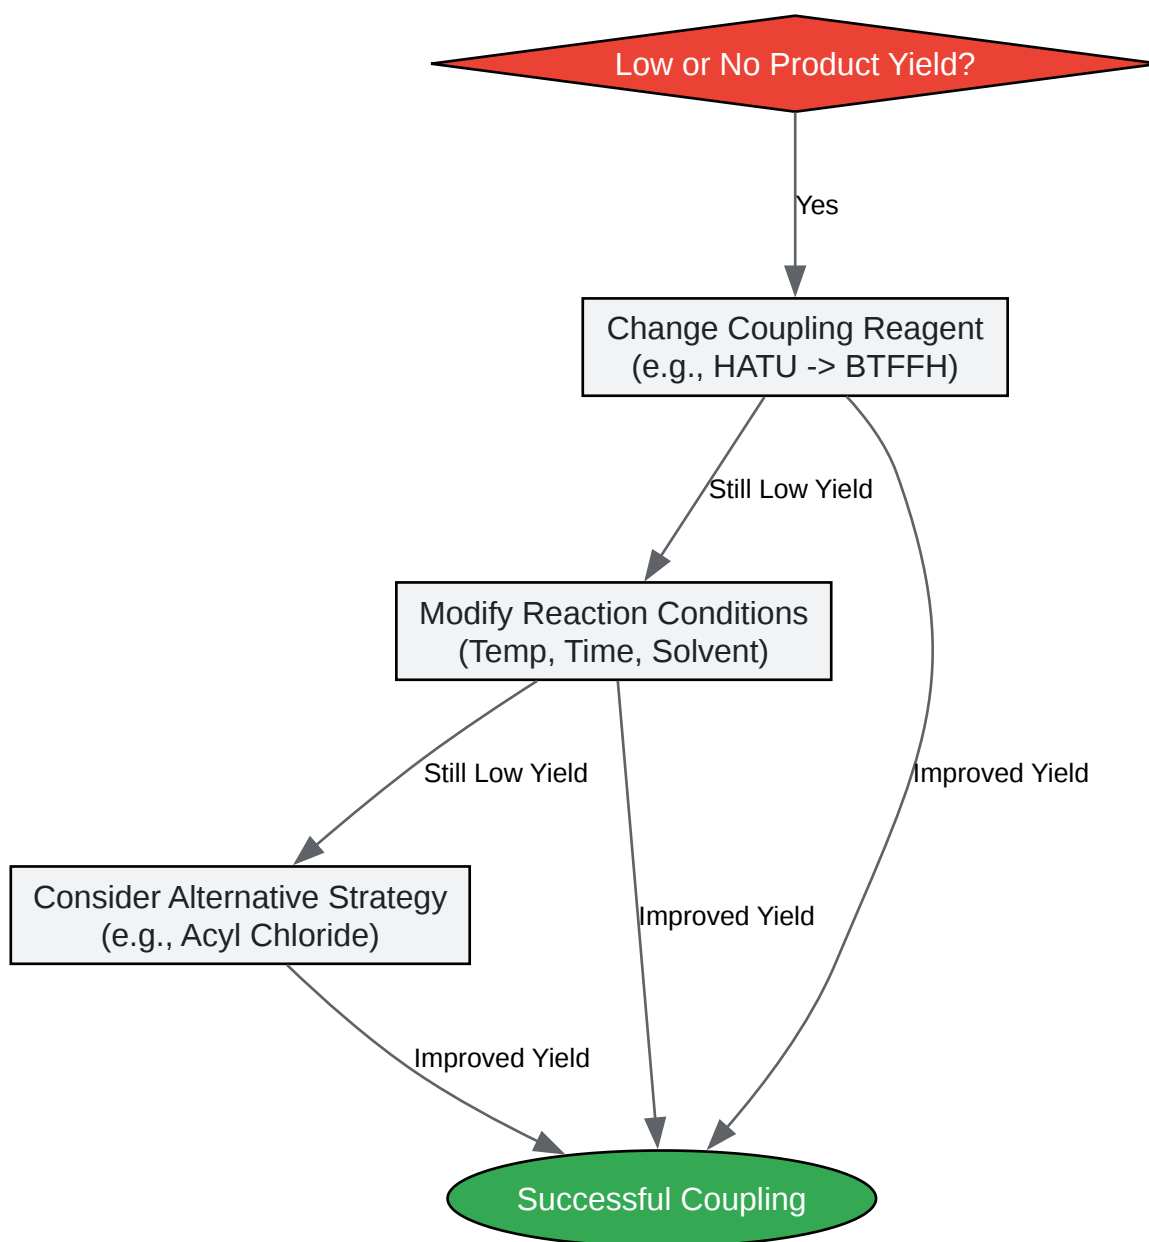 Low or No Product Yield?
Yes
Change Coupling Reagent
(e.g., HATU -> BTFFH)
Still Low Yield
Modify Reaction Conditions
(Temp, Time, Solvent)
Still Low Yield
Improved Yield
Consider Alternative Strategy
(e.g., Acyl Chloride)
Improved Yield
Improved Yield
Successful Coupling